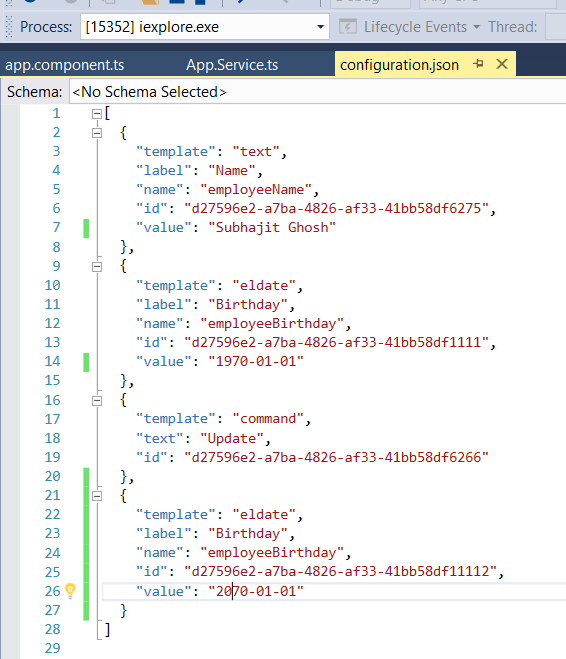 Process: [15352] iexplore.exe Lifecycle Events Thread:
app.component.ts App.Service.ts configuration.json
Schema: <No Schema Selected>
1 [
2 {
3 "template": "text",
4 "label": "Name",
5 "name": "employeeName",
6 "id": "d27596e2-a7ba-4826-af33-41bb58df6275",
7 "value": "Subhajit Ghosh"
8 },
9 {
10 "template": "eldate",
11 "label": "Birthday",
12 "name": "employeeBirthday",
13 "id": "d27596e2-a7ba-4826-af33-41bb58df1111",
14 "value": "1970-01-01"
15 },
16 {
17 "template": "command",
18 "text": "Update",
19 "id": "d27596e2-a7ba-4826-af33-41bb58df6266"
20 },
21 {
22 "template": "eldate",
23 "label": "Birthday",
24 "name": "employeeBirthday",
25 "id": "d27596e2-a7ba-4826-af33-41bb58df11112",
26 "value": "2070-01-01"
27 }
28 ]
29